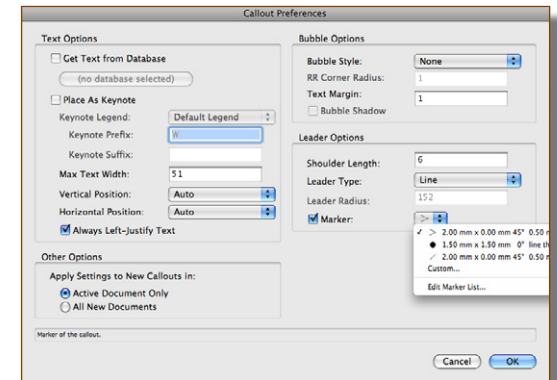 Callout Preferences
Text Options
Get Text from Database
(no database selected)
Place As Keynote
Keynote Legend: Default Legend
Keynote Prefix: W
Keynote Suffix:
Max Text Width: 51
Vertical Position: Auto
Horizontal Position: Auto
Always Left-Justify Text
Other Options
Apply Settings to New Callouts in:
Active Document Only
All New Documents
Bubble Options
Bubble Style: None
RR Corner Radius: 1
Text Margin: 1
Bubble Shadow
Leader Options
Shoulder Length: 6
Leader Type: Line
Leader Radius: 152
Marker:
2.00 mm x 0.00 mm 45° 0.50 m
1.50 mm x 1.50 mm 0° line th
2.00 mm x 0.00 mm 45° 0.50 m
Custom...
Edit Marker List...
Marker of the callout.
Cancel OK